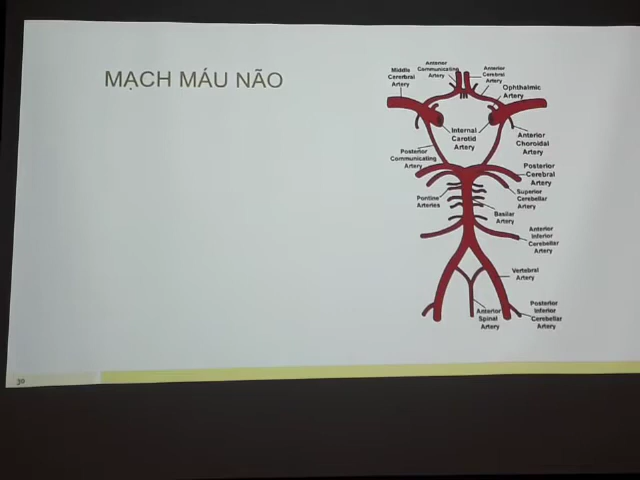 MẠCH MÁU NÃO
Anterior
Communicating
Artery
Middle
Cerebral
Artery
Anterior
Cerebral
Artery
Ophthalmic
Artery
Internal
Carotid
Artery
Anterior
Choroidal
Artery
Posterior
Communicating
Artery
Posterior
Cerebral
Artery
Superior
Cerebellar
Artery
Pontine
Arteries
Basilar
Artery
Anterior
Inferior
Cerebellar
Artery
Vertebral
Artery
Anterior
Spinal
Artery
Posterior
Inferior
Cerebellar
Artery
30